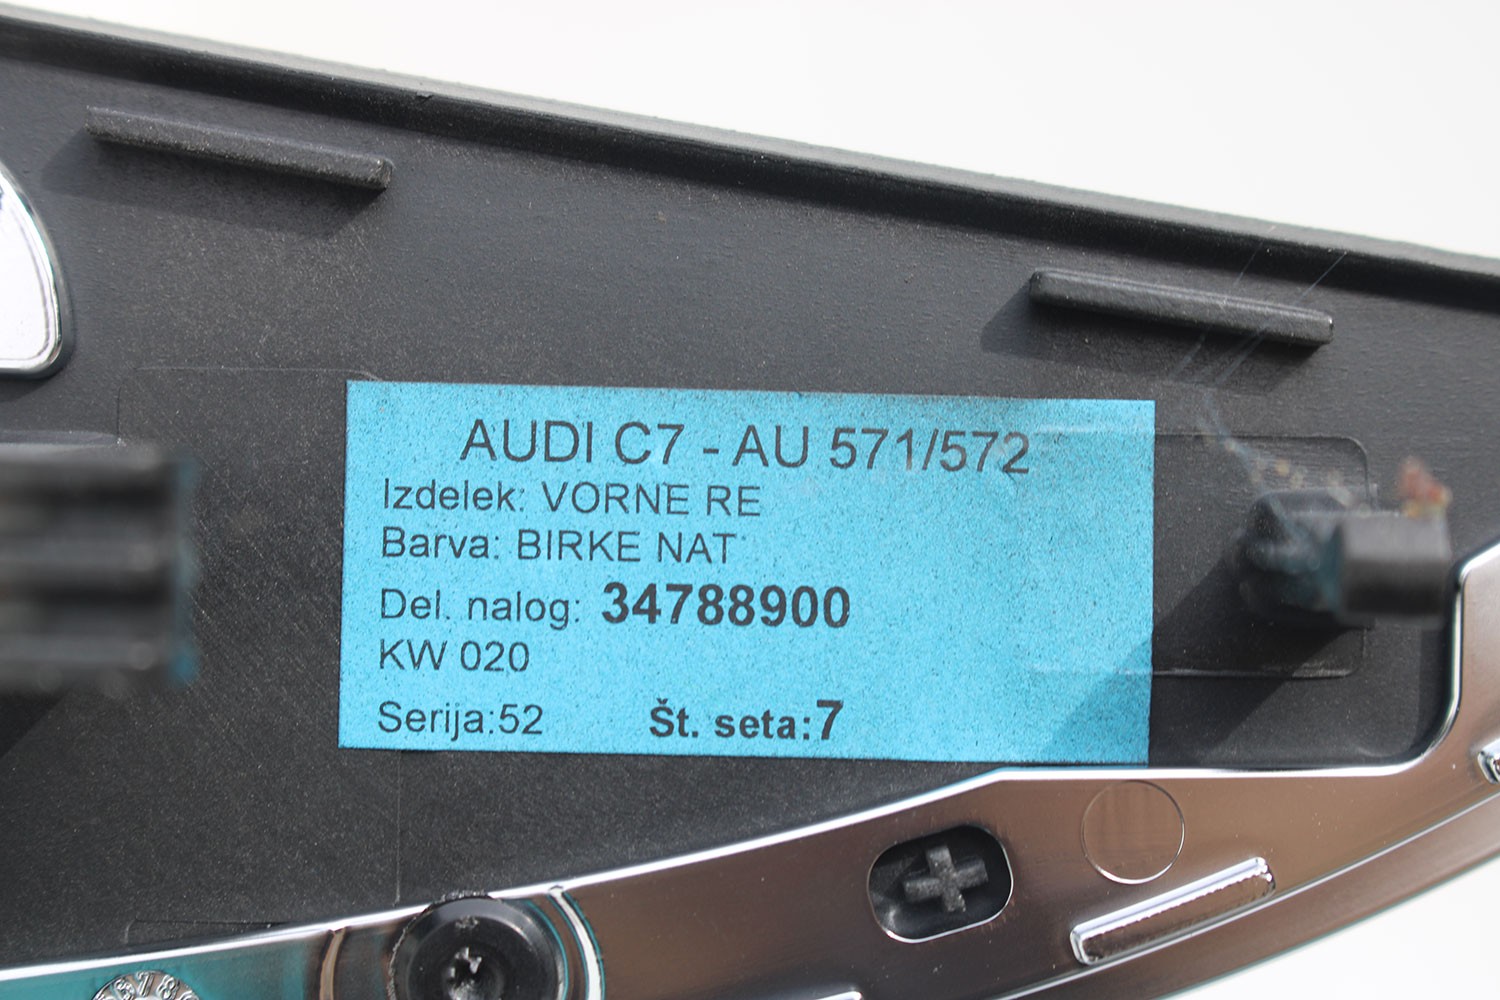 AUDI C7 - AU 571/572
Izdelek: VORNE RE
Barva: BIRKE NAT
Del. nalog: 34788900
KW 020
Serija:52 Št. seta:7